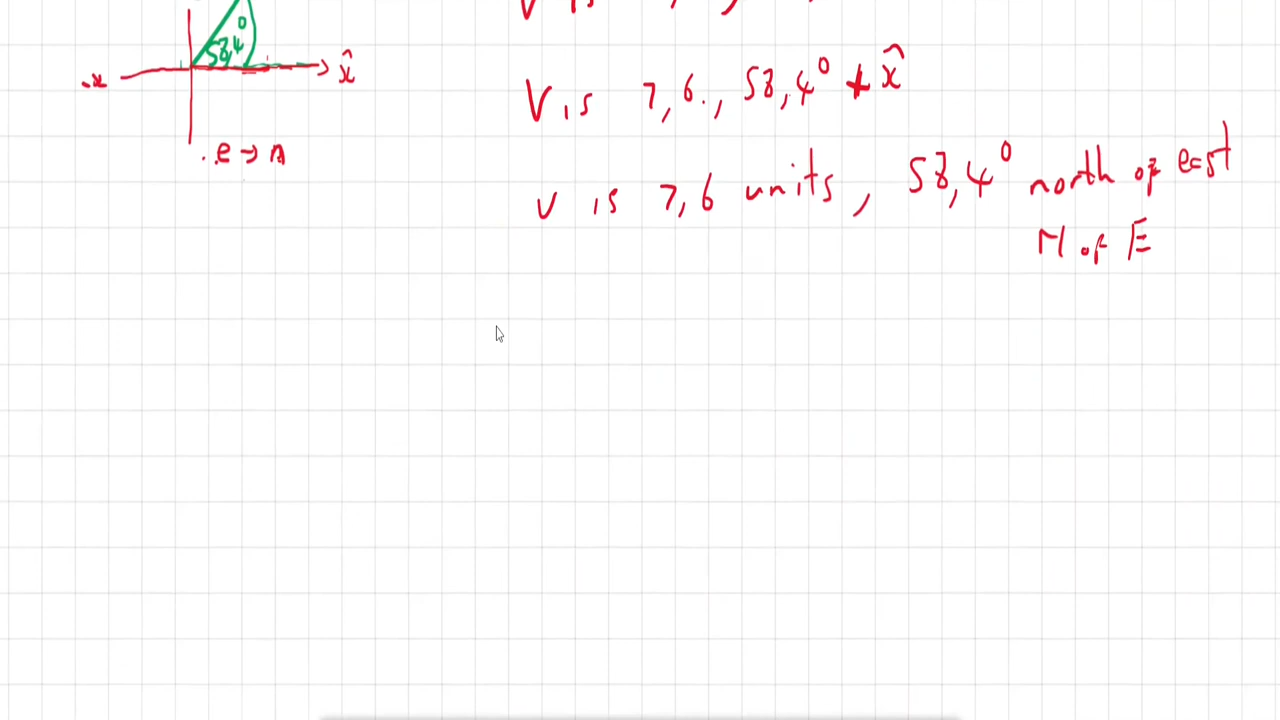 58,4°
-x
x̂
e → A
V is 7,6., 58,4° + x̂
v is 7,6 units, 58,4° north of east
N of E